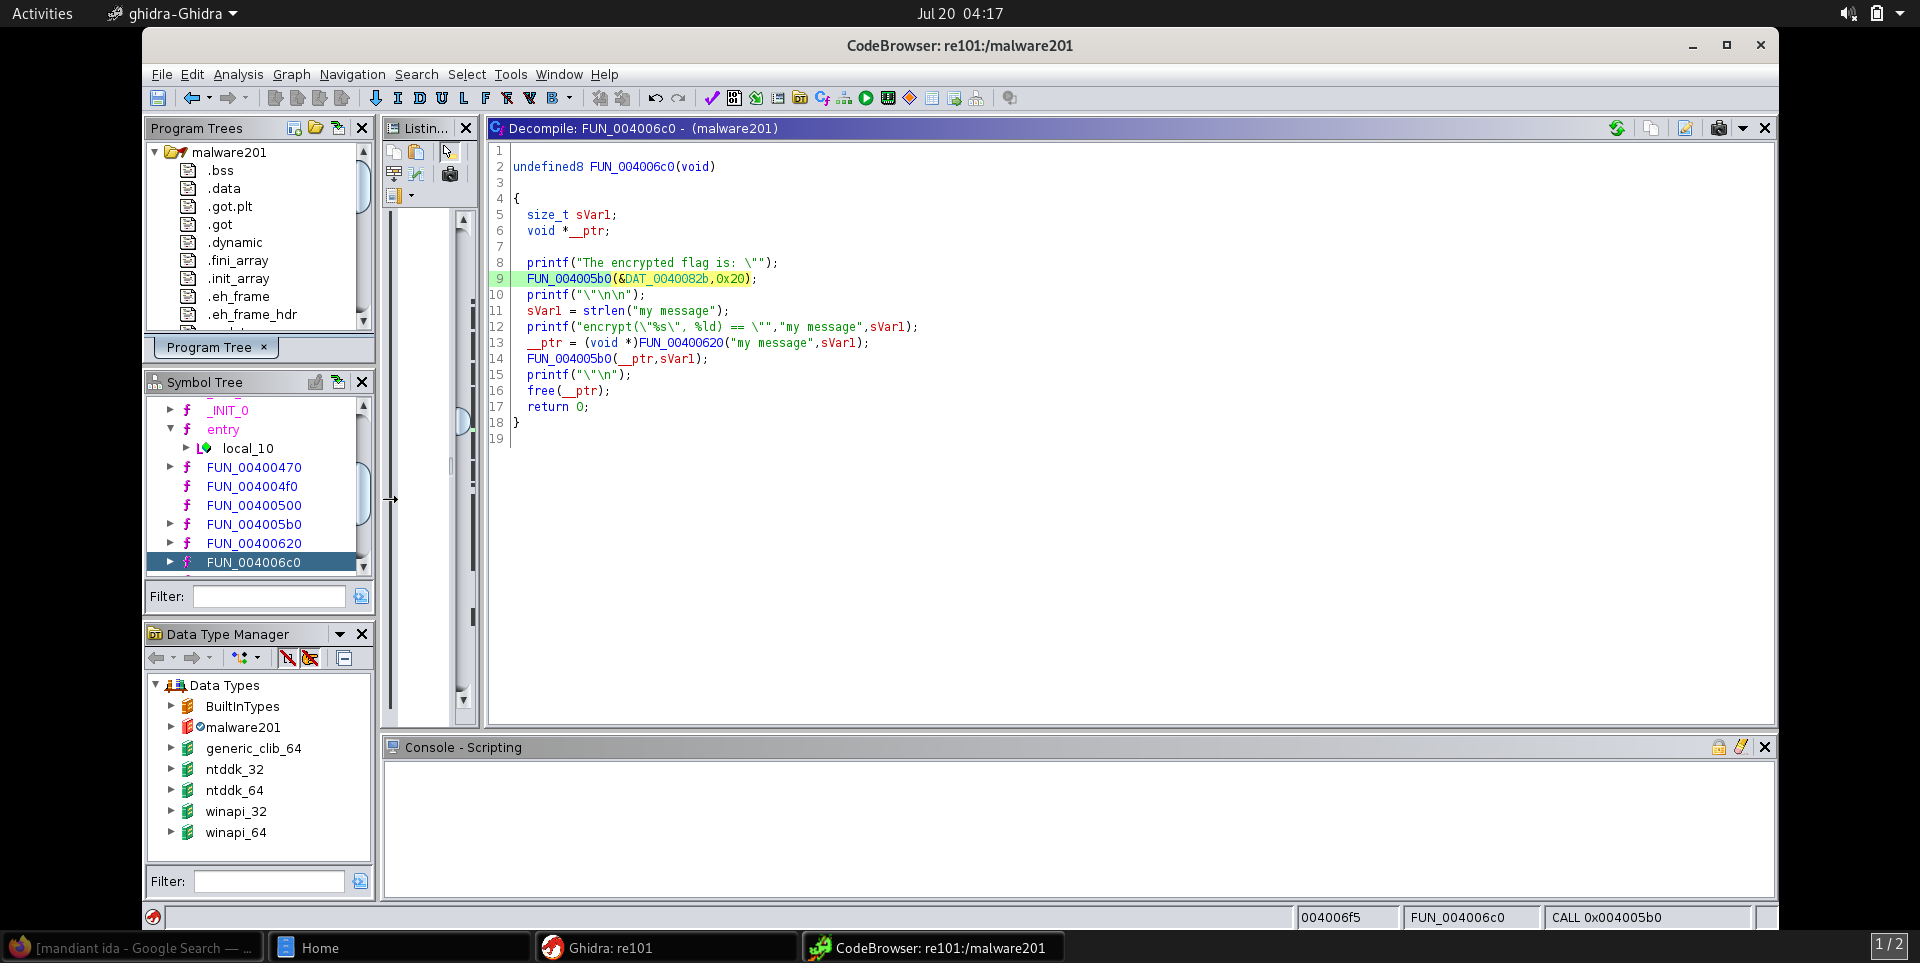 Activities
ghidra-Ghidra
Jul 20 04:17
CodeBrowser: re101:/malware201
File Edit Analysis Graph Navigation Search Select Tools Window Help
I D U L F R V B
Program Trees
malware201
.bss
.data
.got.plt
.got
.dynamic
.fini_array
.init_array
.eh_frame
.eh_frame_hdr
Program Tree ×
Symbol Tree
_INIT_0
entry
local_10
FUN_00400470
FUN_004004f0
FUN_00400500
FUN_004005b0
FUN_00400620
FUN_004006c0
Filter:
Data Type Manager
Data Types
BuiltInTypes
malware201
generic_clib_64
ntddk_32
ntddk_64
winapi_32
winapi_64
Filter:
Listin...
Decompile: FUN_004006c0 - (malware201)
1
2 undefined8 FUN_004006c0(void)
3
4 {
5 size_t sVar1;
6 void *__ptr;
7
8 printf("The encrypted flag is: \"");
9 FUN_004005b0(&DAT_0040082b,0x20);
10 printf("\"\n\n");
11 sVar1 = strlen("my message");
12 printf("encrypt(\"%s\", %ld) == \"","my message",sVar1);
13 __ptr = (void *)FUN_00400620("my message",sVar1);
14 FUN_004005b0(__ptr,sVar1);
15 printf("\"\n");
16 free(__ptr);
17 return 0;
18 }
19
Console - Scripting
004006f5
FUN_004006c0
CALL 0x004005b0
[mandiant ida - Google Search — ...
Home
Ghidra: re101
CodeBrowser: re101:/malware201
1 / 2